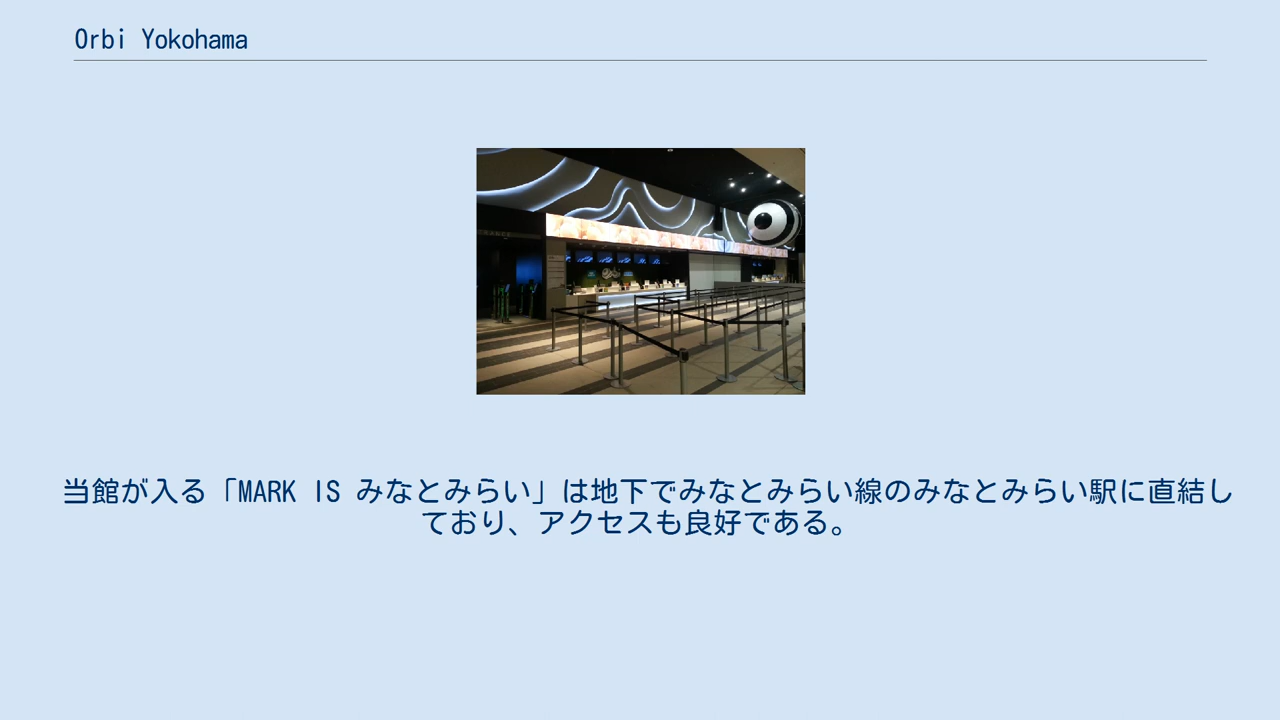 Orbi Yokohama
当館が入る「MARK IS みなとみらい」は地下でみなとみらい線のみなとみらい駅に直結し
ており、アクセスも良好である。